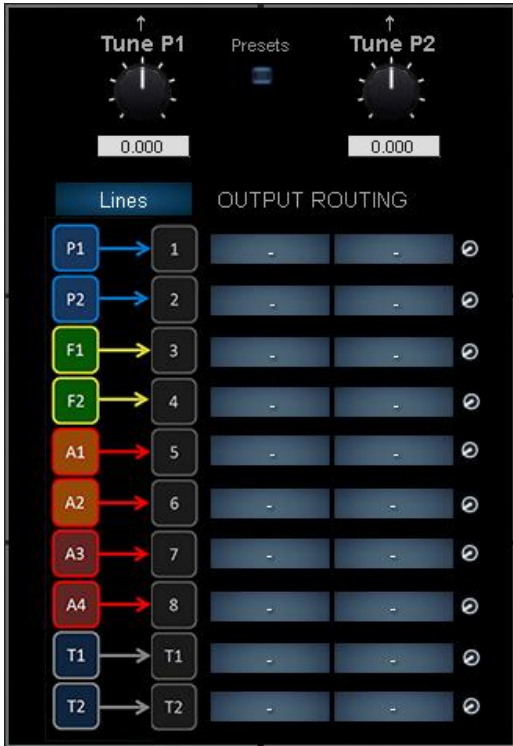 Tune P1 Presets Tune P2
0.000 0.000
Lines OUTPUT ROUTING
P1 1 - -
P2 2 - -
F1 3 - -
F2 4 - -
A1 5 - -
A2 6 - -
A3 7 - -
A4 8 - -
T1 T1 - -
T2 T2 - -